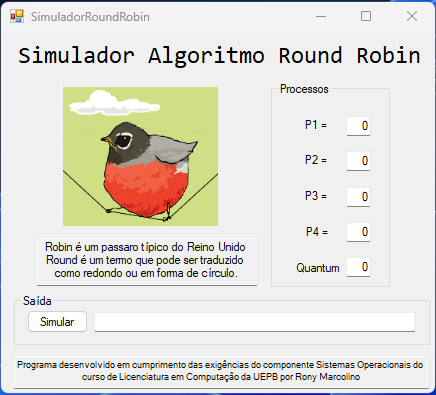 SimuladorRoundRobin
Simulador Algoritmo Round Robin
Processos
P1 = 0
P2 = 0
P3 = 0
P4 = 0
Quantum 0
Robin é um passaro típico do Reino Unido
Round é um termo que pode ser traduzido
como redondo ou em forma de círculo.
Saída
Simular
Programa desenvolvido em cumprimento das exigências do componente Sistemas Operacionais do
curso de Licenciatura em Computação da UEPB por Rony Marcolino